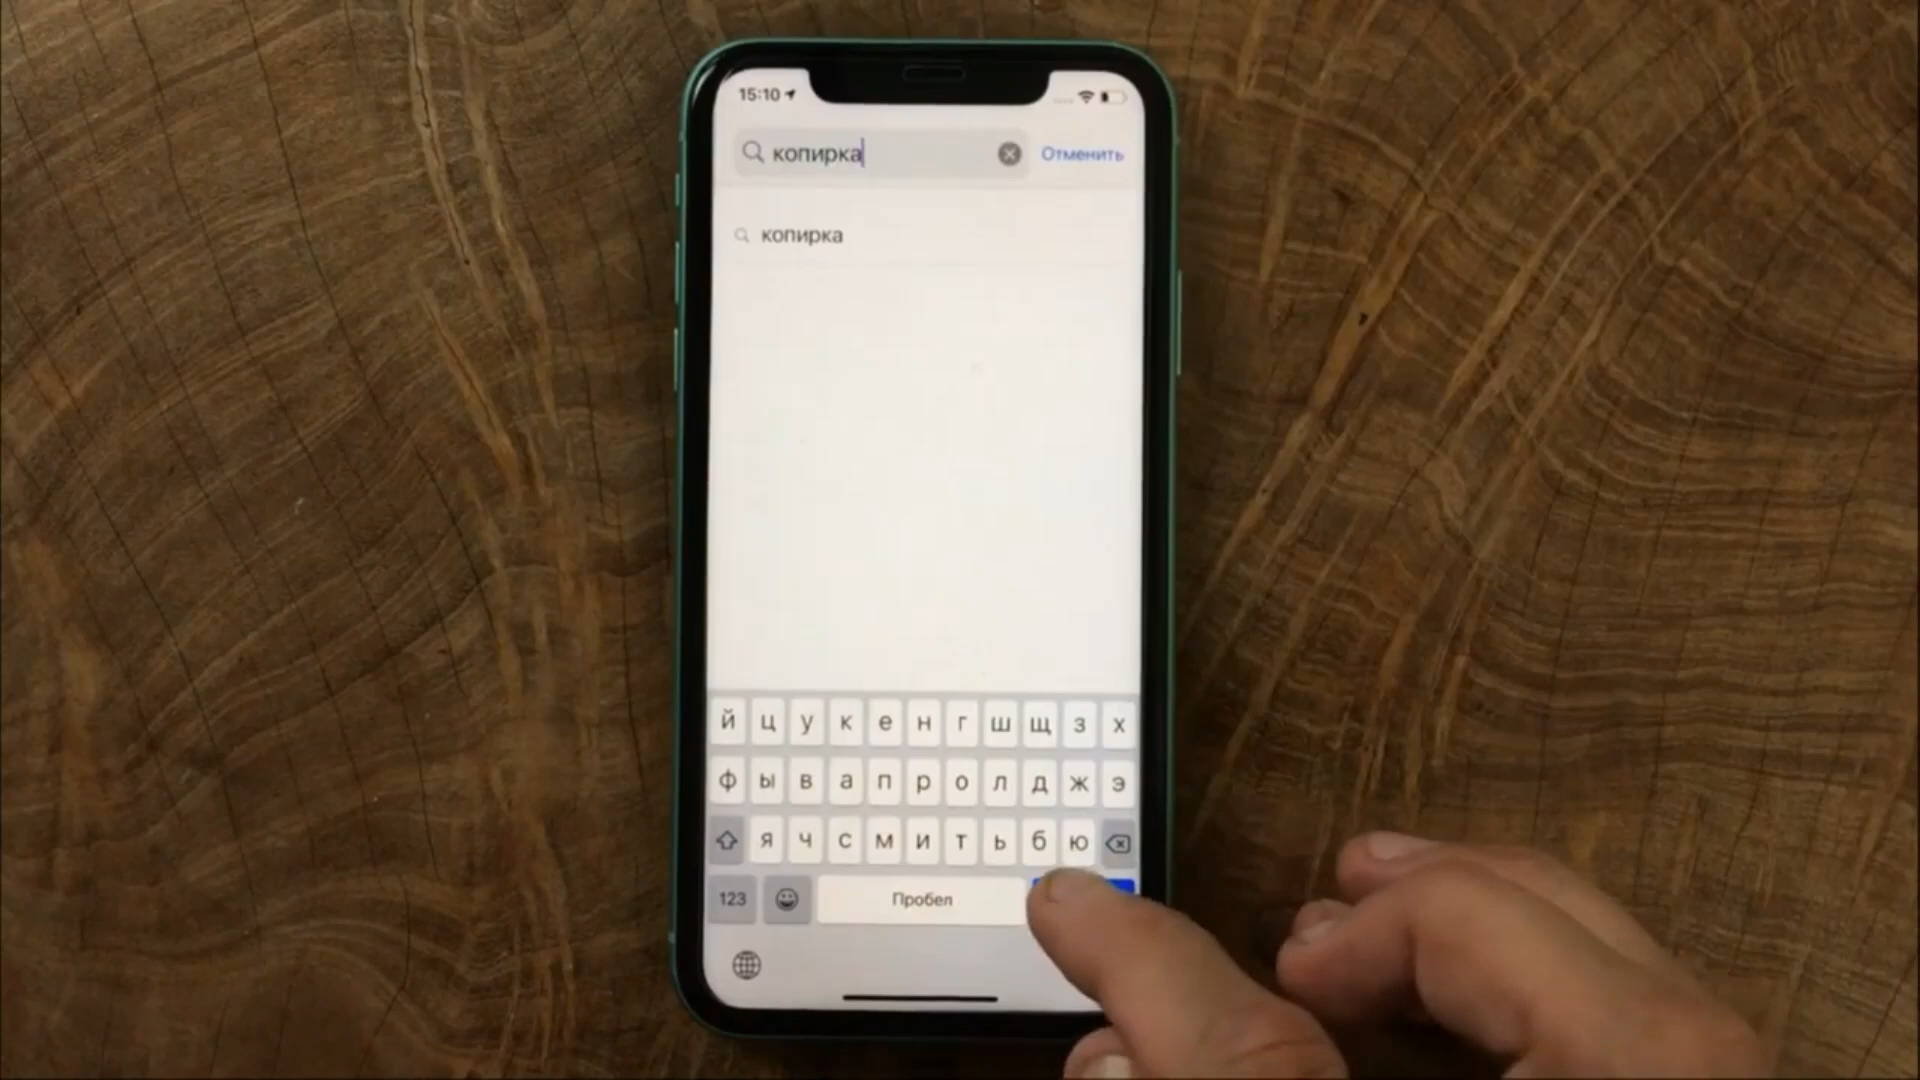 15:10
копирка Отменить
копирка
й ц у к е н г ш щ з х
ф ы в а п р о л д ж э
я ч с м и т ь б ю
123 Пробел